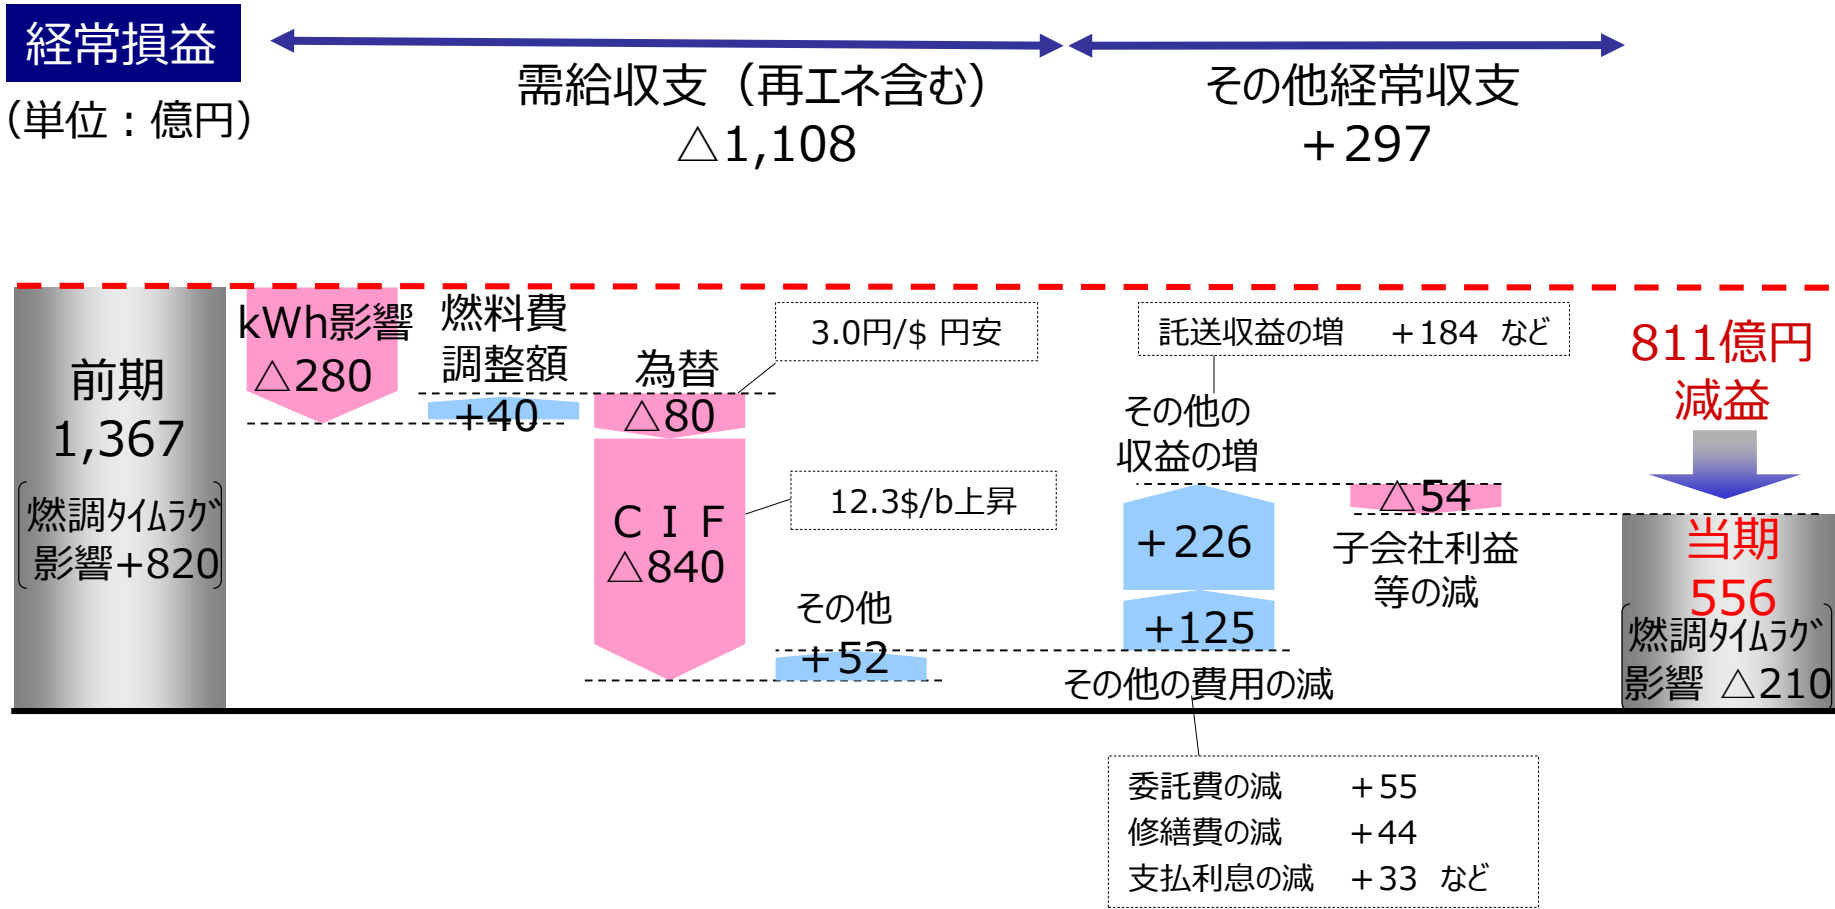 経常損益
（単位：億円）
需給収支（再エネ含む）
△1,108
その他経常収支
+297
前期
1,367
燃調ﾀｲﾑﾗｸﾞ
影響+820
kWh影響
△280
燃料費
調整額
+40
為替
△80
3.0円/$ 円安
ＣＩＦ
△840
12.3$/b上昇
その他
+52
託送収益の増 +184 など
その他の
収益の増
+226
+125
その他の費用の減
委託費の減 +55
修繕費の減 +44
支払利息の減 +33 など
△54
子会社利益
等の減
811億円
減益
当期
556
燃調ﾀｲﾑﾗｸﾞ
影響 △210